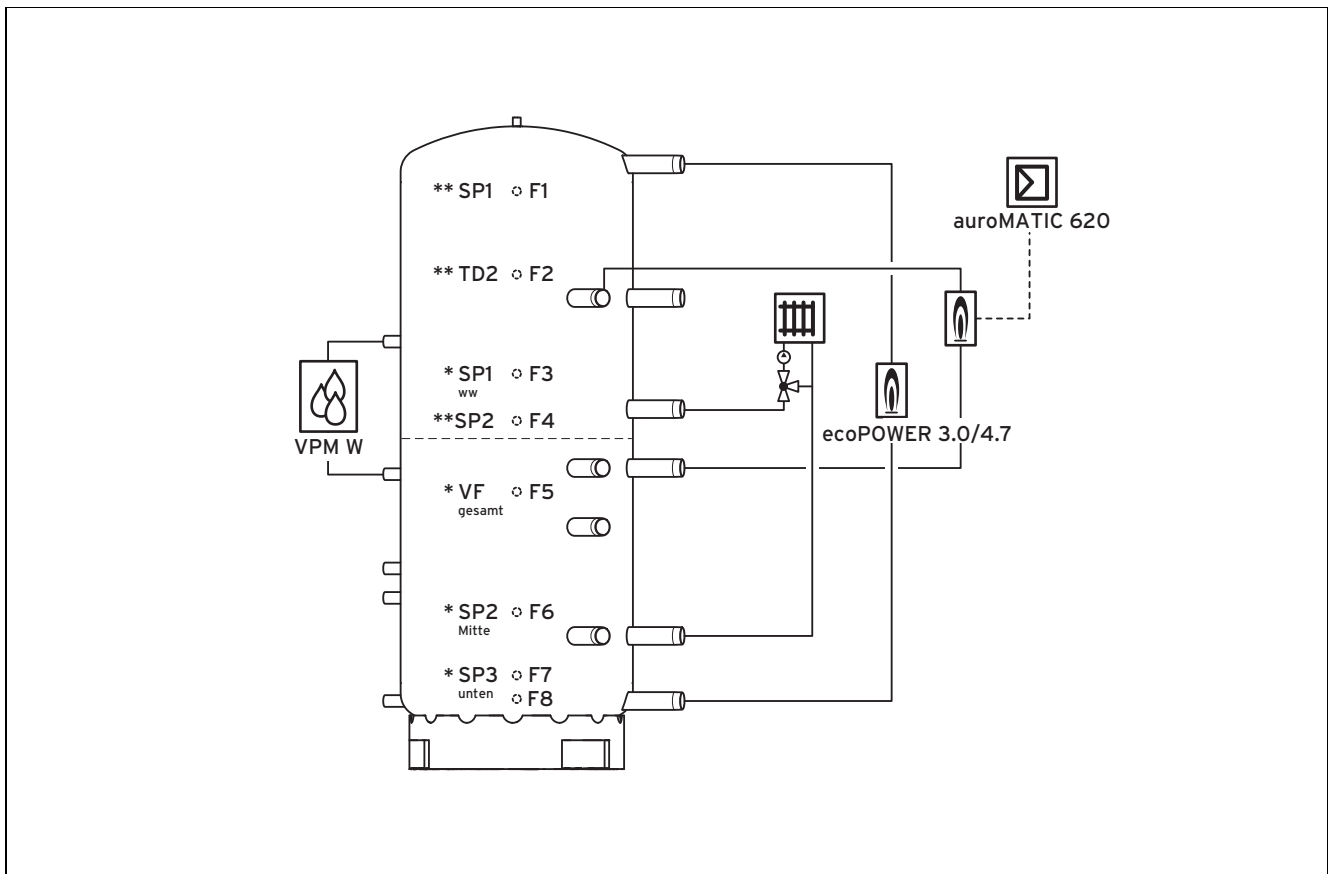 ** SP1 F1
auroMATIC 620
** TD2 F2
* SP1 F3
ww
**SP2 F4
ecoPOWER 3.0/4.7
VPM W
* VF F5
gesamt
* SP2 F6
Mitte
* SP3 F7
unten F8